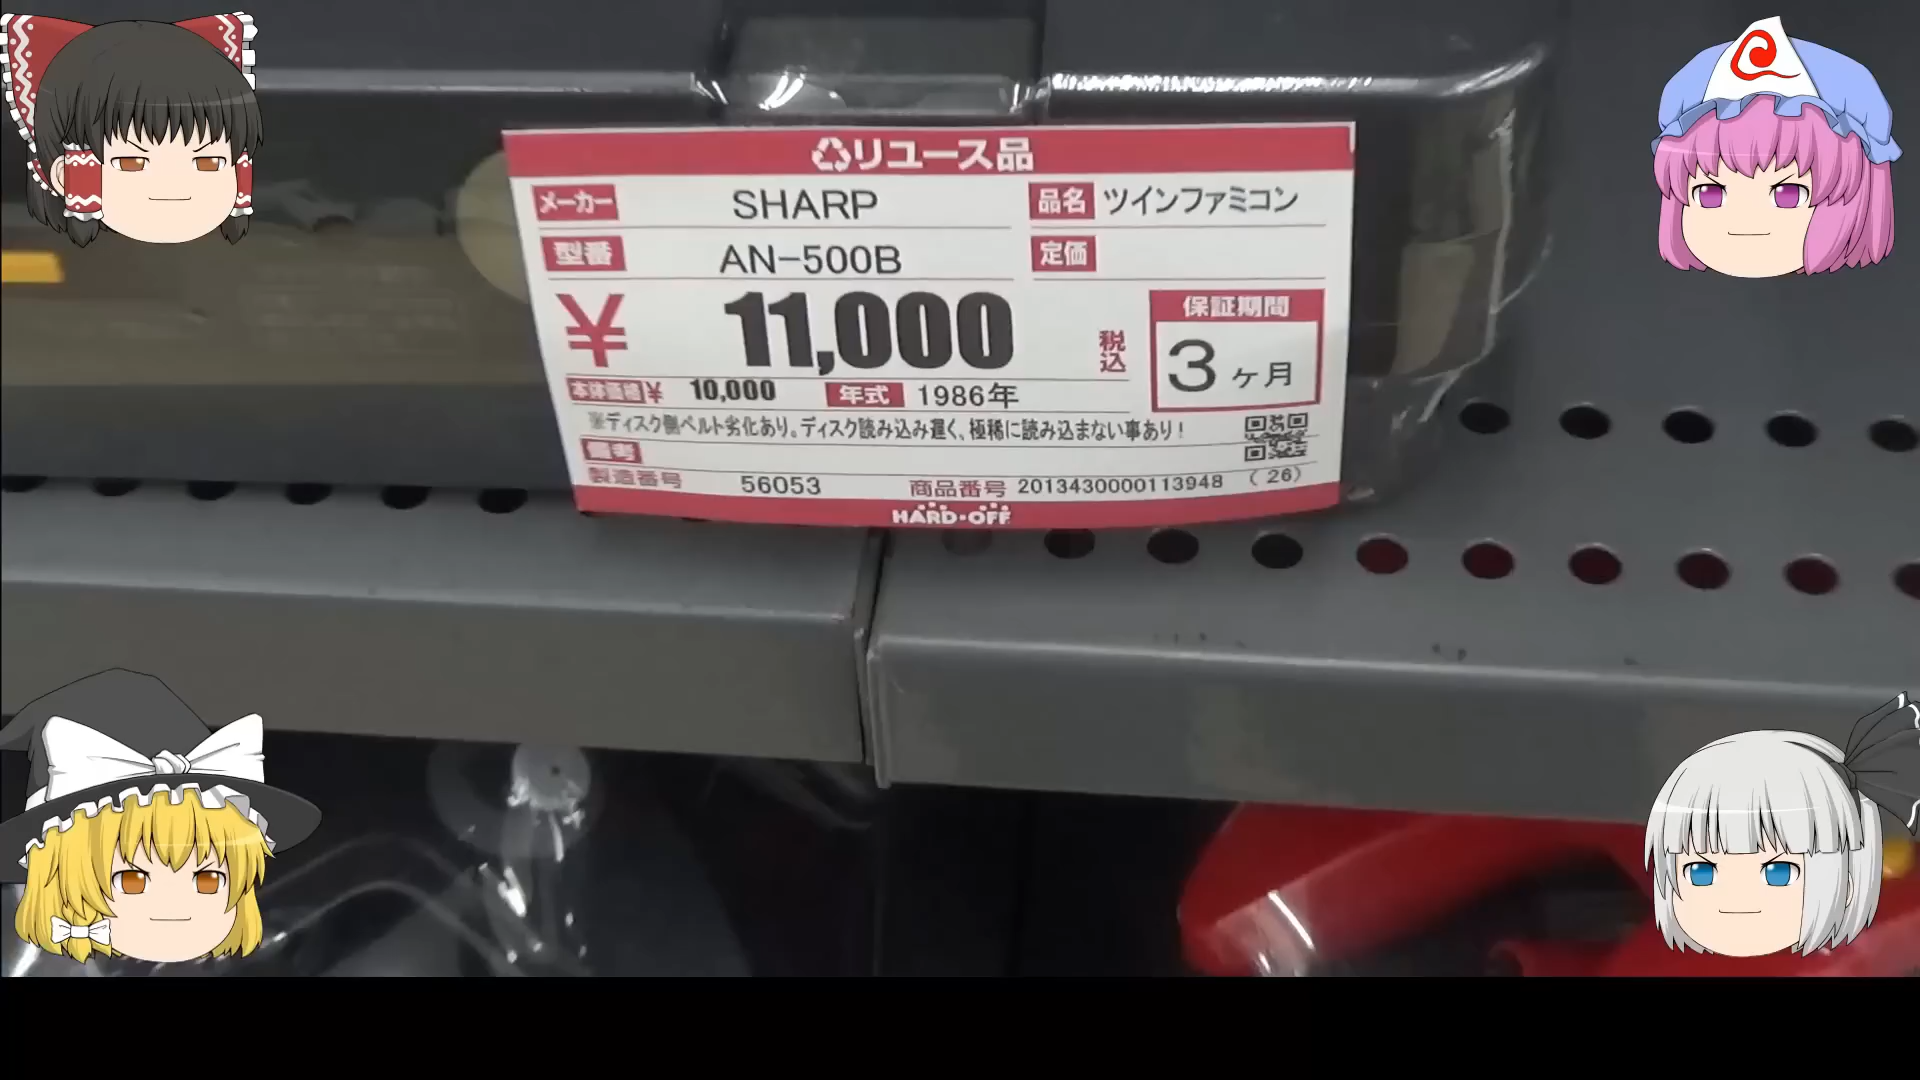 リユース品
メーカー SHARP 品名 ツインファミコン
型番 AN-500B 定価
¥ 11,000 税込 保証期間 3ヶ月
本体価格¥ 10,000 年式 1986年
※ディスク側ベルト劣化あり。ディスク読み込み遅く、極稀に読み込まない事あり！
備考
製造番号 56053 商品番号 2013430000113948 (26)
HARD・OFF